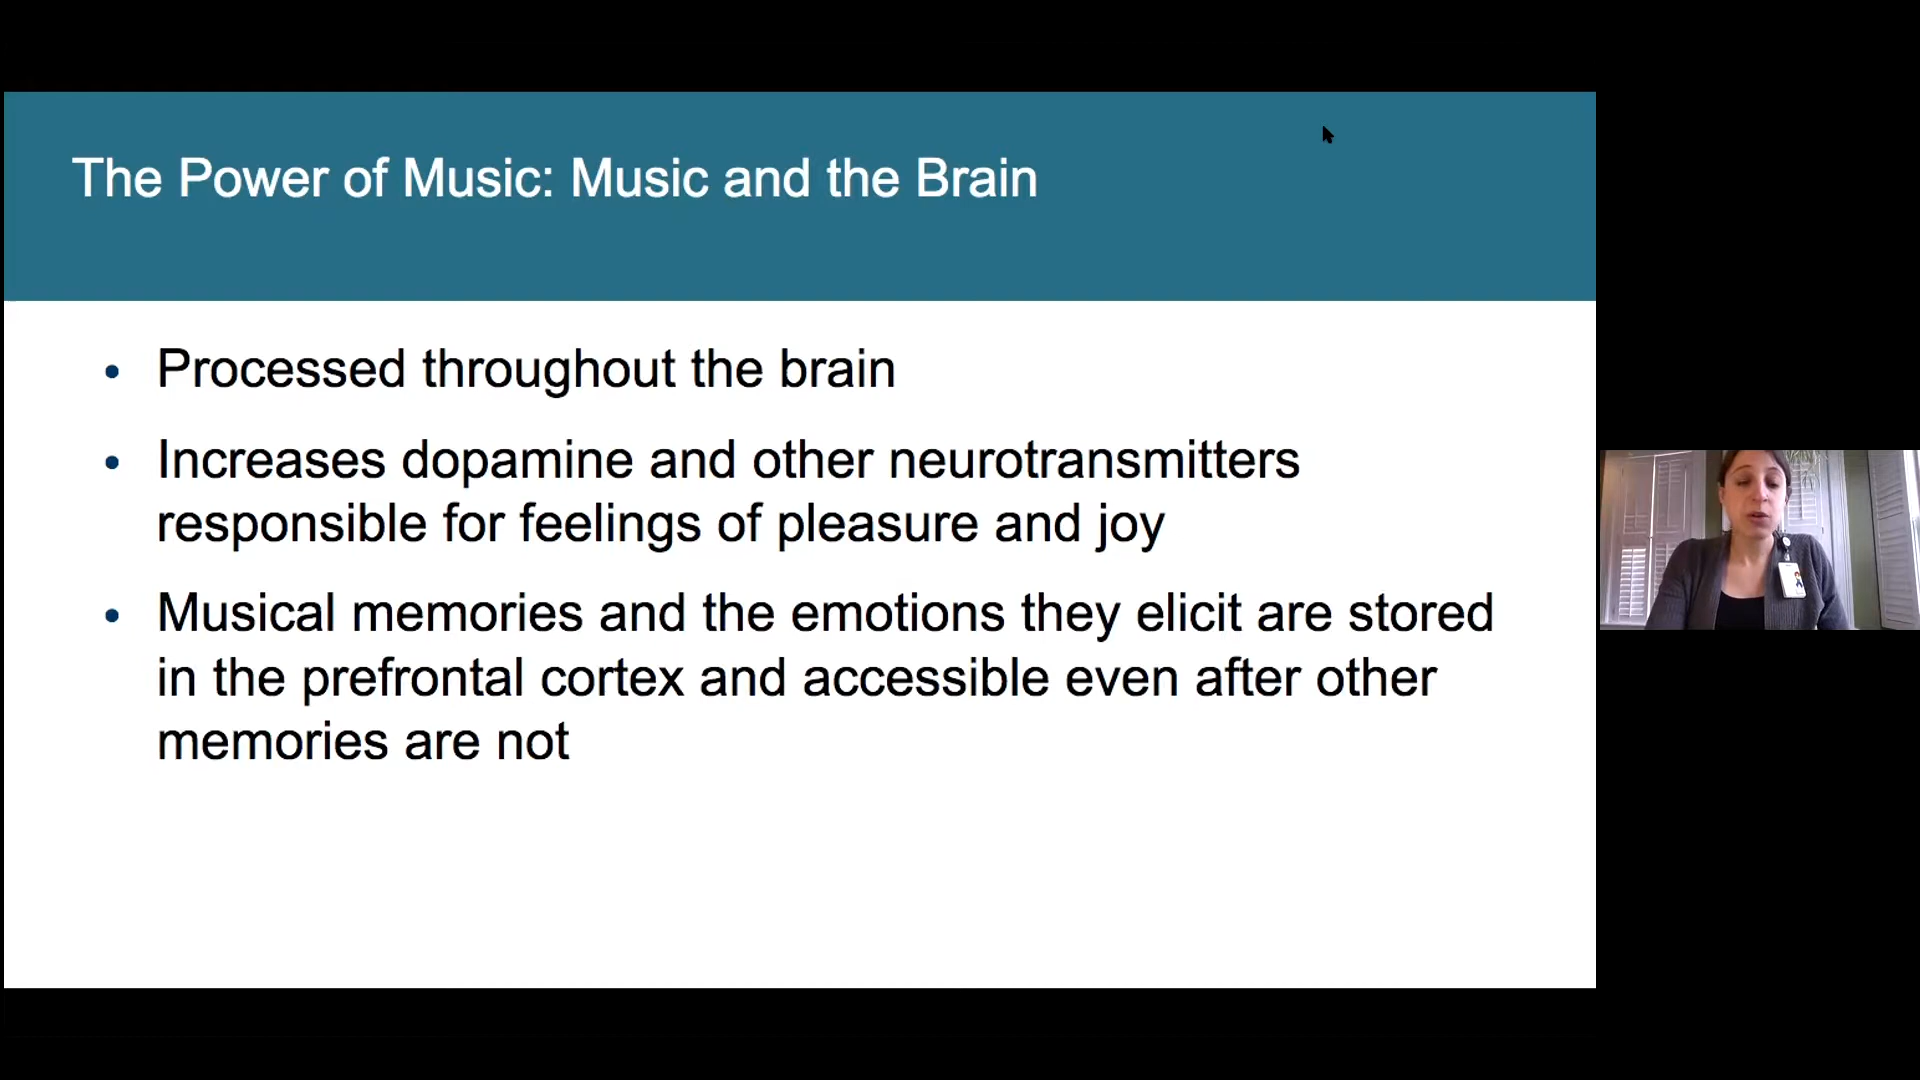 The Power of Music: Music and the Brain
• Processed throughout the brain
• Increases dopamine and other neurotransmitters
responsible for feelings of pleasure and joy
• Musical memories and the emotions they elicit are stored
in the prefrontal cortex and accessible even after other
memories are not